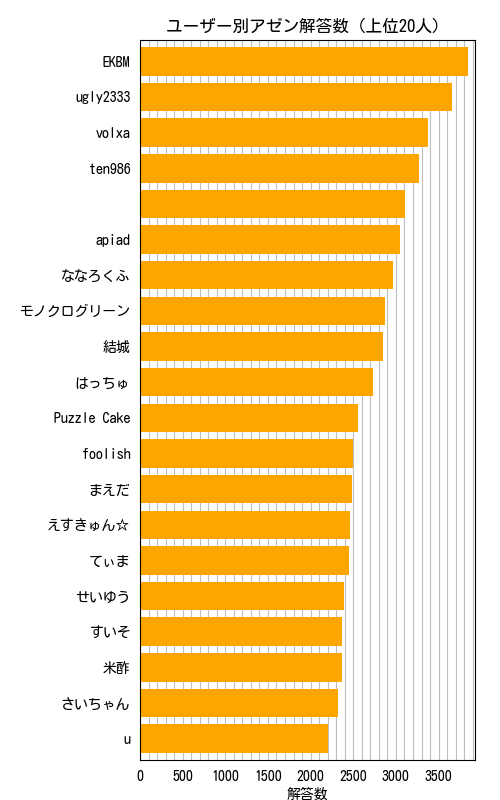 ユーザー別アゼン解答数 (上位20人)
EKBM
ugly2333
volxa
ten986
apiad
ななろくふ
モノクログリーン
結城
はっちゅ
Puzzle Cake
foolish
まえだ
えすきゅん☆
てぃま
せいゆう
すいそ
米酢
さいちゃん
u
0 500 1000 1500 2000 2500 3000 3500
解答数